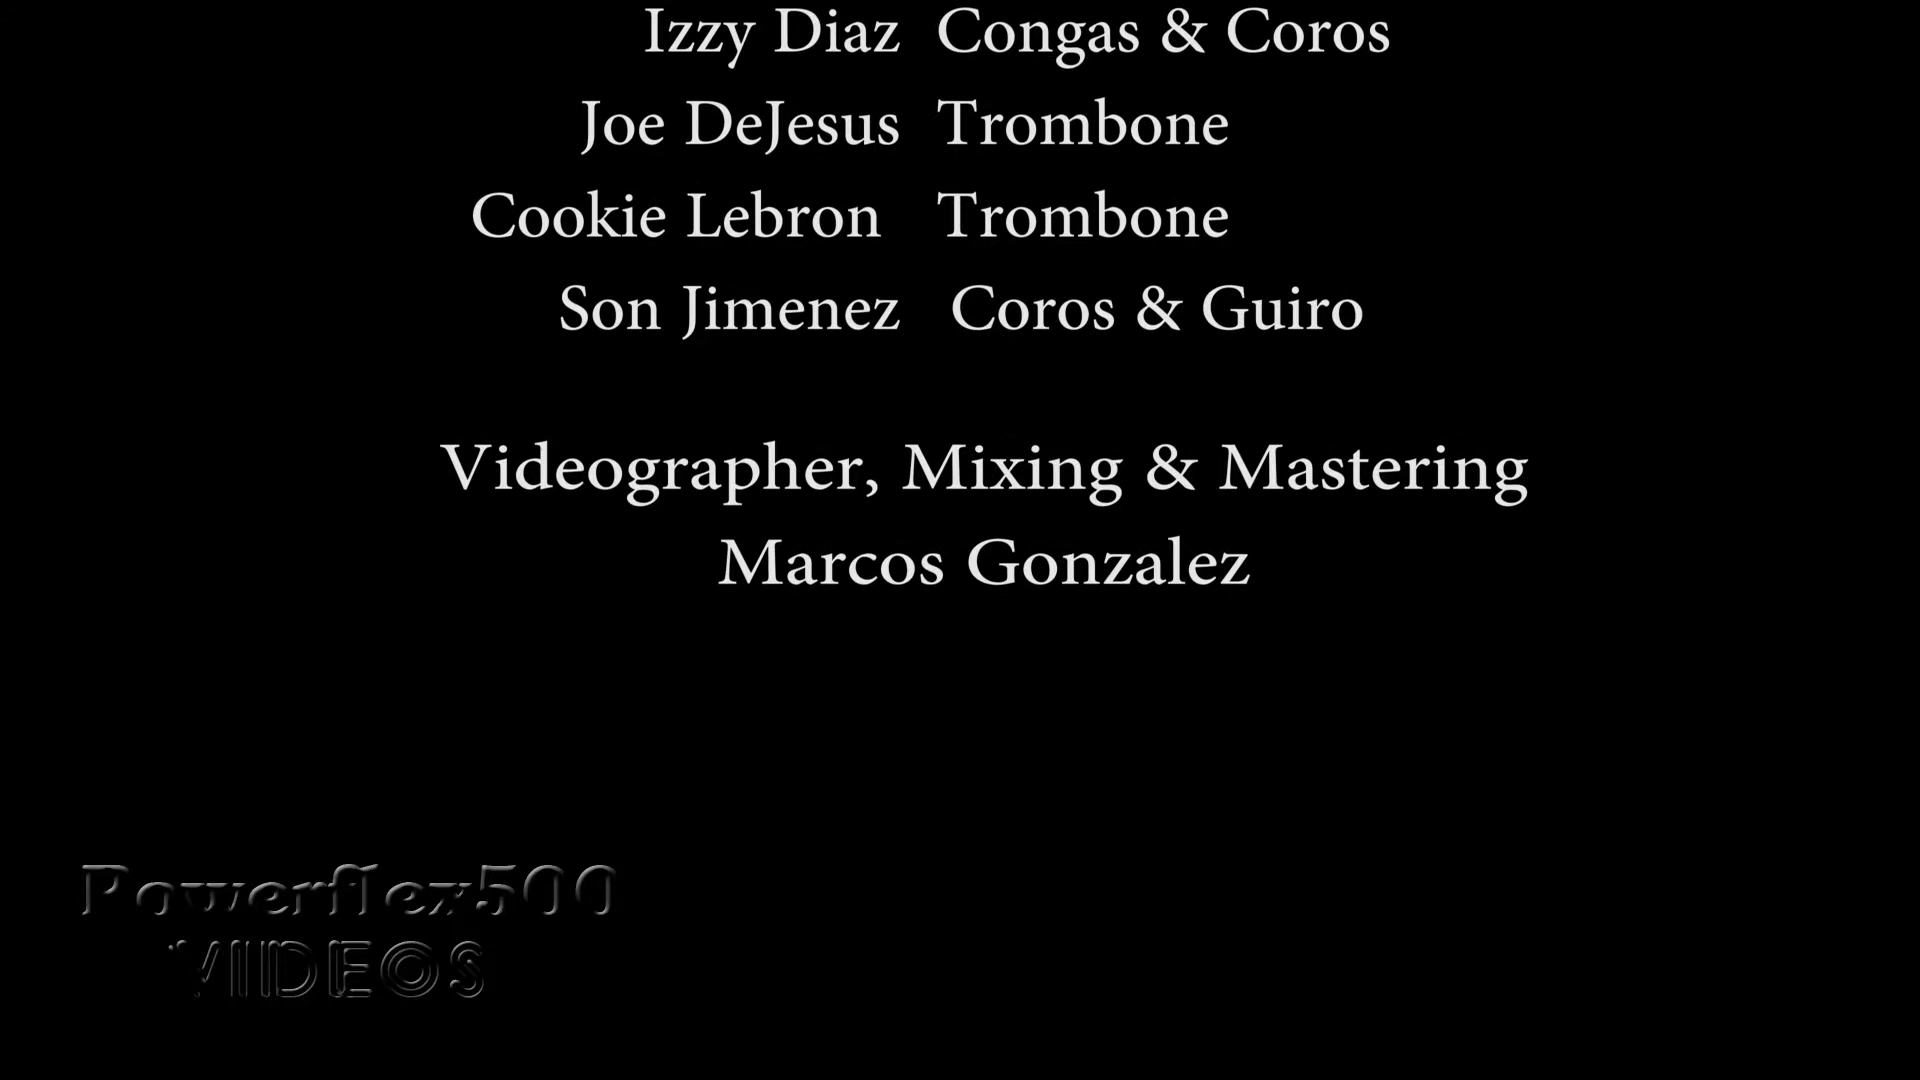 Izzy Diaz Congas & Coros
Joe DeJesus Trombone
Cookie Lebron Trombone
Son Jimenez Coros & Guiro
Videographer, Mixing & Mastering
Marcos Gonzalez
Powerflex500
VIDEOS